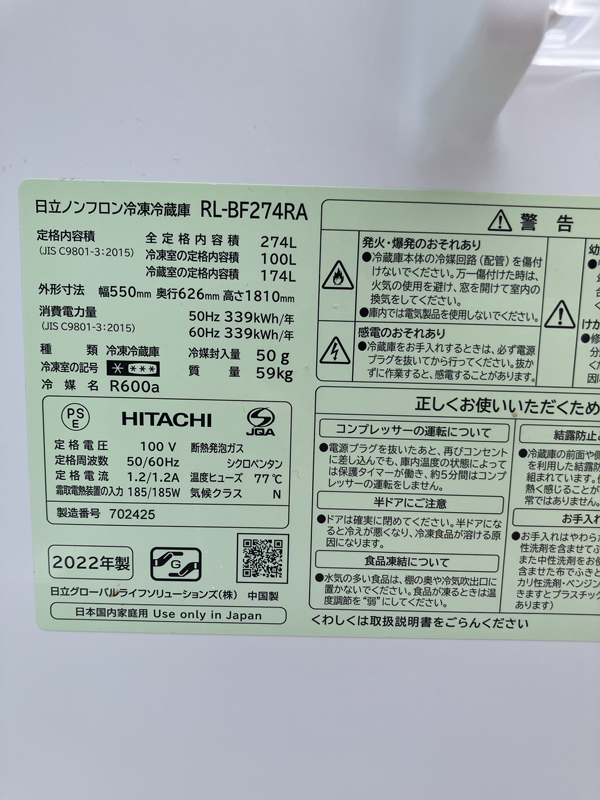 日立ノンフロン冷凍冷蔵庫 RL-BF274RA
定格内容積 全定格内容積 274L
(JIS C9801-3:2015) 冷凍室の定格内容積 100L
冷蔵室の定格内容積 174L
外形寸法 幅550mm 奥行626mm 高さ1810mm
消費電力量 50Hz 339kWh/年
(JIS C9801-3:2015) 60Hz 339kWh/年
種類 冷凍冷蔵庫 冷媒封入量 50g
冷凍室の記号 ＊＊＊＊ 質量 59kg
冷媒名 R600a
PS
E
HITACHI
JQA
定格電圧 100V 断熱発泡ガス
定格周波数 50/60Hz シクロペンタン
定格電流 1.2/1.2A 温度ヒューズ 77℃
霜取電熱装置の入力 185/185W 気候クラス N
製造番号 702425
2022年製
G
日立グローバルライフソリューションズ(株) 中国製
日本国内家庭用 Use only in Japan
警告
発火・爆発のおそれあり
●冷蔵庫本体の冷媒回路(配管)を傷付
けないでください。万一傷付けた時は、
火気の使用を避け、窓を開けて室内の
換気をしてください。
●庫内では電気製品を使用しないでください。
感電のおそれあり
●冷蔵庫をお手入れするときは、必ず電源
プラグを抜いてから行ってください。抜か
ずに作業すると、感電することがあります。
正しくお使いいただくため
コンプレッサーの運転について
●電源プラグを抜いたあと、再びコンセント
に差し込んでも、庫内温度の状態によって
は保護タイマーが働き、約5分間はコンプ
レッサーの運転をしません。
半ドアにご注意
●ドアは確実に閉めてください。半ドアになる
と冷えが悪くなり、冷凍食品が溶ける原
因になります。
食品凍結について
●水気の多い食品は、棚の奥や冷気吹出口に
置かないでください。食品が凍るときは温
度調節を“弱”にしてください。
結露防止と
●冷蔵庫の前面や側
を利用した結露防
組まれています。
熱く感じることが
常ではありません。
お手入れ
●お手入れはやわらか
性洗剤を含ませてふ
また中性洗剤をお使
含ませた布でふきと
カリ性洗剤・ベンジン
きますとプラスチック
あります)
くわしくは取扱説明書をごらんください